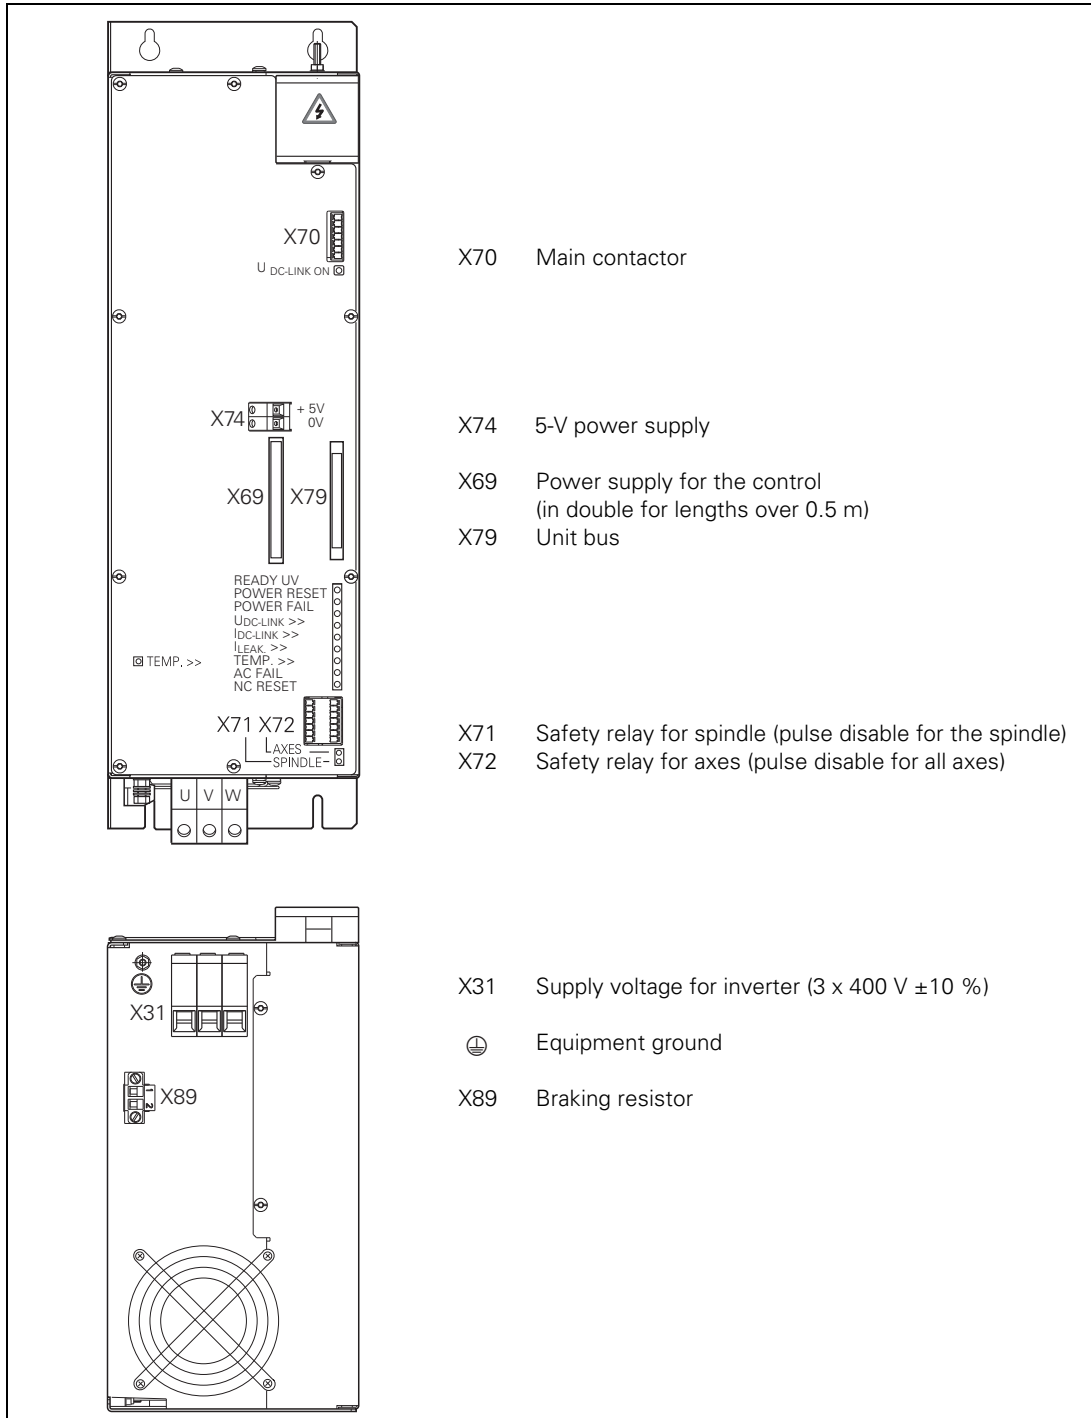 X70
U DC-LINK ON
X70 Main contactor
X74
+ 5V
0V
X74 5-V power supply
X69 X79
X69 Power supply for the control
(in double for lengths over 0.5 m)
X79 Unit bus
READY UV
POWER RESET
POWER FAIL
UDC-LINK >>
IDC-LINK >>
ILEAK. >>
TEMP. >>
TEMP. >>
AC FAIL
NC RESET
X71 X72
AXES
SPINDLE
X71 Safety relay for spindle (pulse disable for the spindle)
X72 Safety relay for axes (pulse disable for all axes)
U V W
X31
X31 Supply voltage for inverter (3 x 400 V ±10 %)
Equipment ground
1
2
X89
X89 Braking resistor